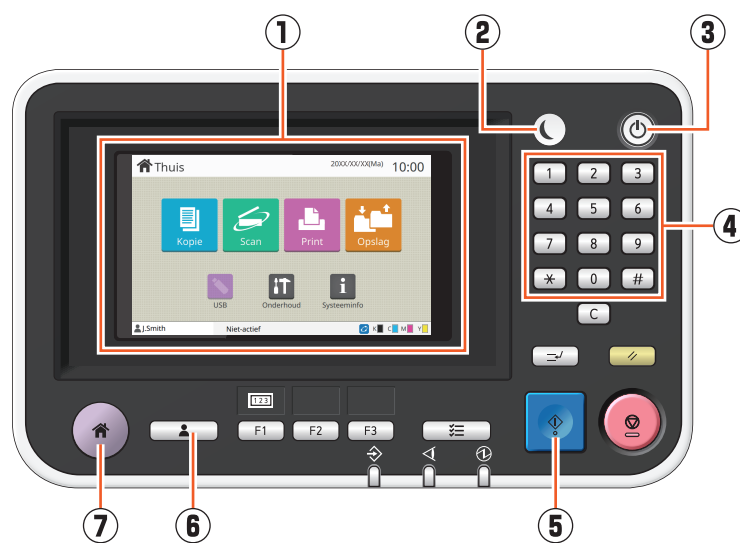 1 2 3
Thuis 20XX/XX/XX(Ma) 10:00
Kopie Scan Print Opslag
USB Onderhoud Systeeminfo
J.Smith Niet-actief K C M Y
1 2 3
4 5 6
7 8 9
* 0 #
C
4
123
F1 F2 F3
7 6 5